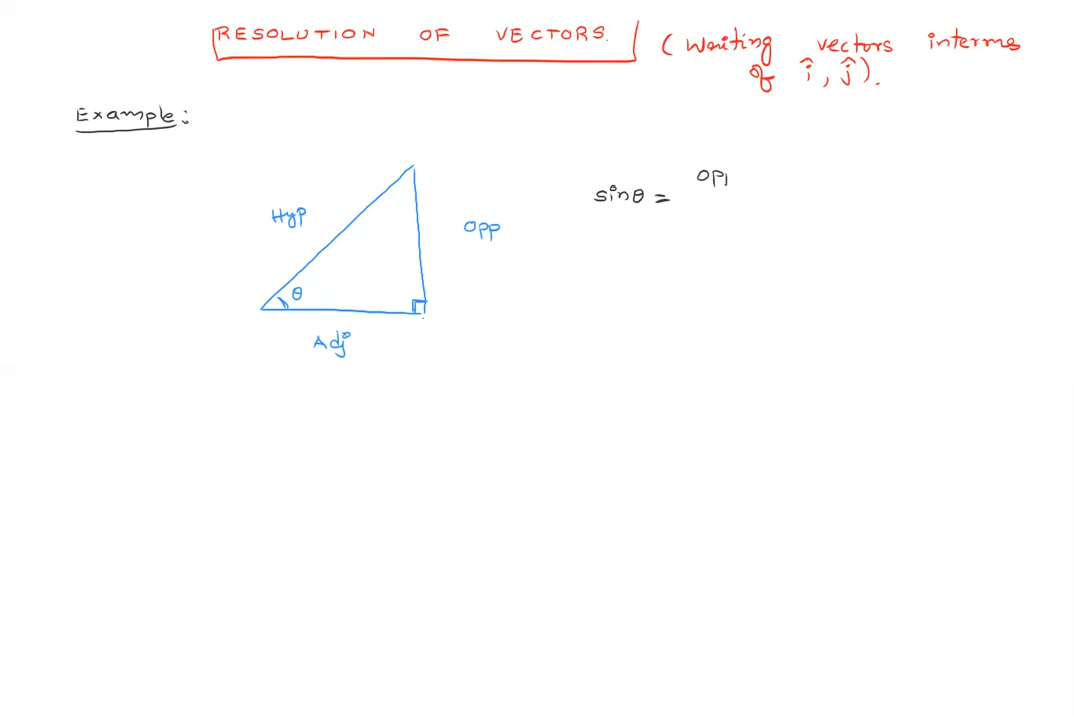 RESOLUTION OF VECTORS. (Writing vectors interms
of î, ĵ).
Example:
sinθ = opp
Hyp
opp
θ
Adj